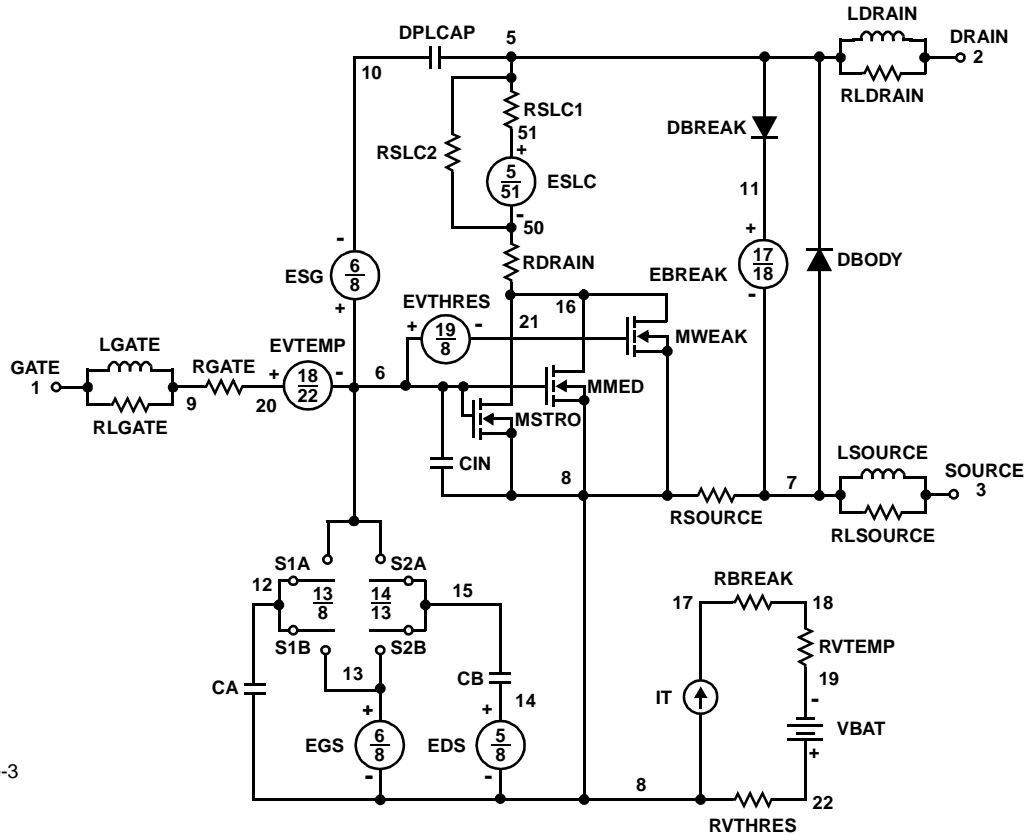 LDRAIN
DPLCAP 5 DRAIN
2
10
RLDRAIN
RSLC1
DBREAK
51
+
RSLC2
5
51
ESLC
11
-
50
- +
17
18
DBODY
6
8
RDRAIN
EBREAK
ESG
-
+ EVTHRES 16
21
+ 19
8
-
MWEAK
LGATE EVTEMP
GATE
1
RGATE + 18
22
- 6
MMED
9 20
RLGATE
MSTRO
LSOURCE
CIN 8 7 SOURCE
3
RSOURCE
RLSOURCE
S1A S2A
12 13
8
14
13
15
RBREAK
17 18
S1B S2B
RVTEMP
13 CB 19
CA 14 IT -
+ + VBAT
EGS 6
8
EDS 5
8
+
- -
-3
8 22
RVTHRES